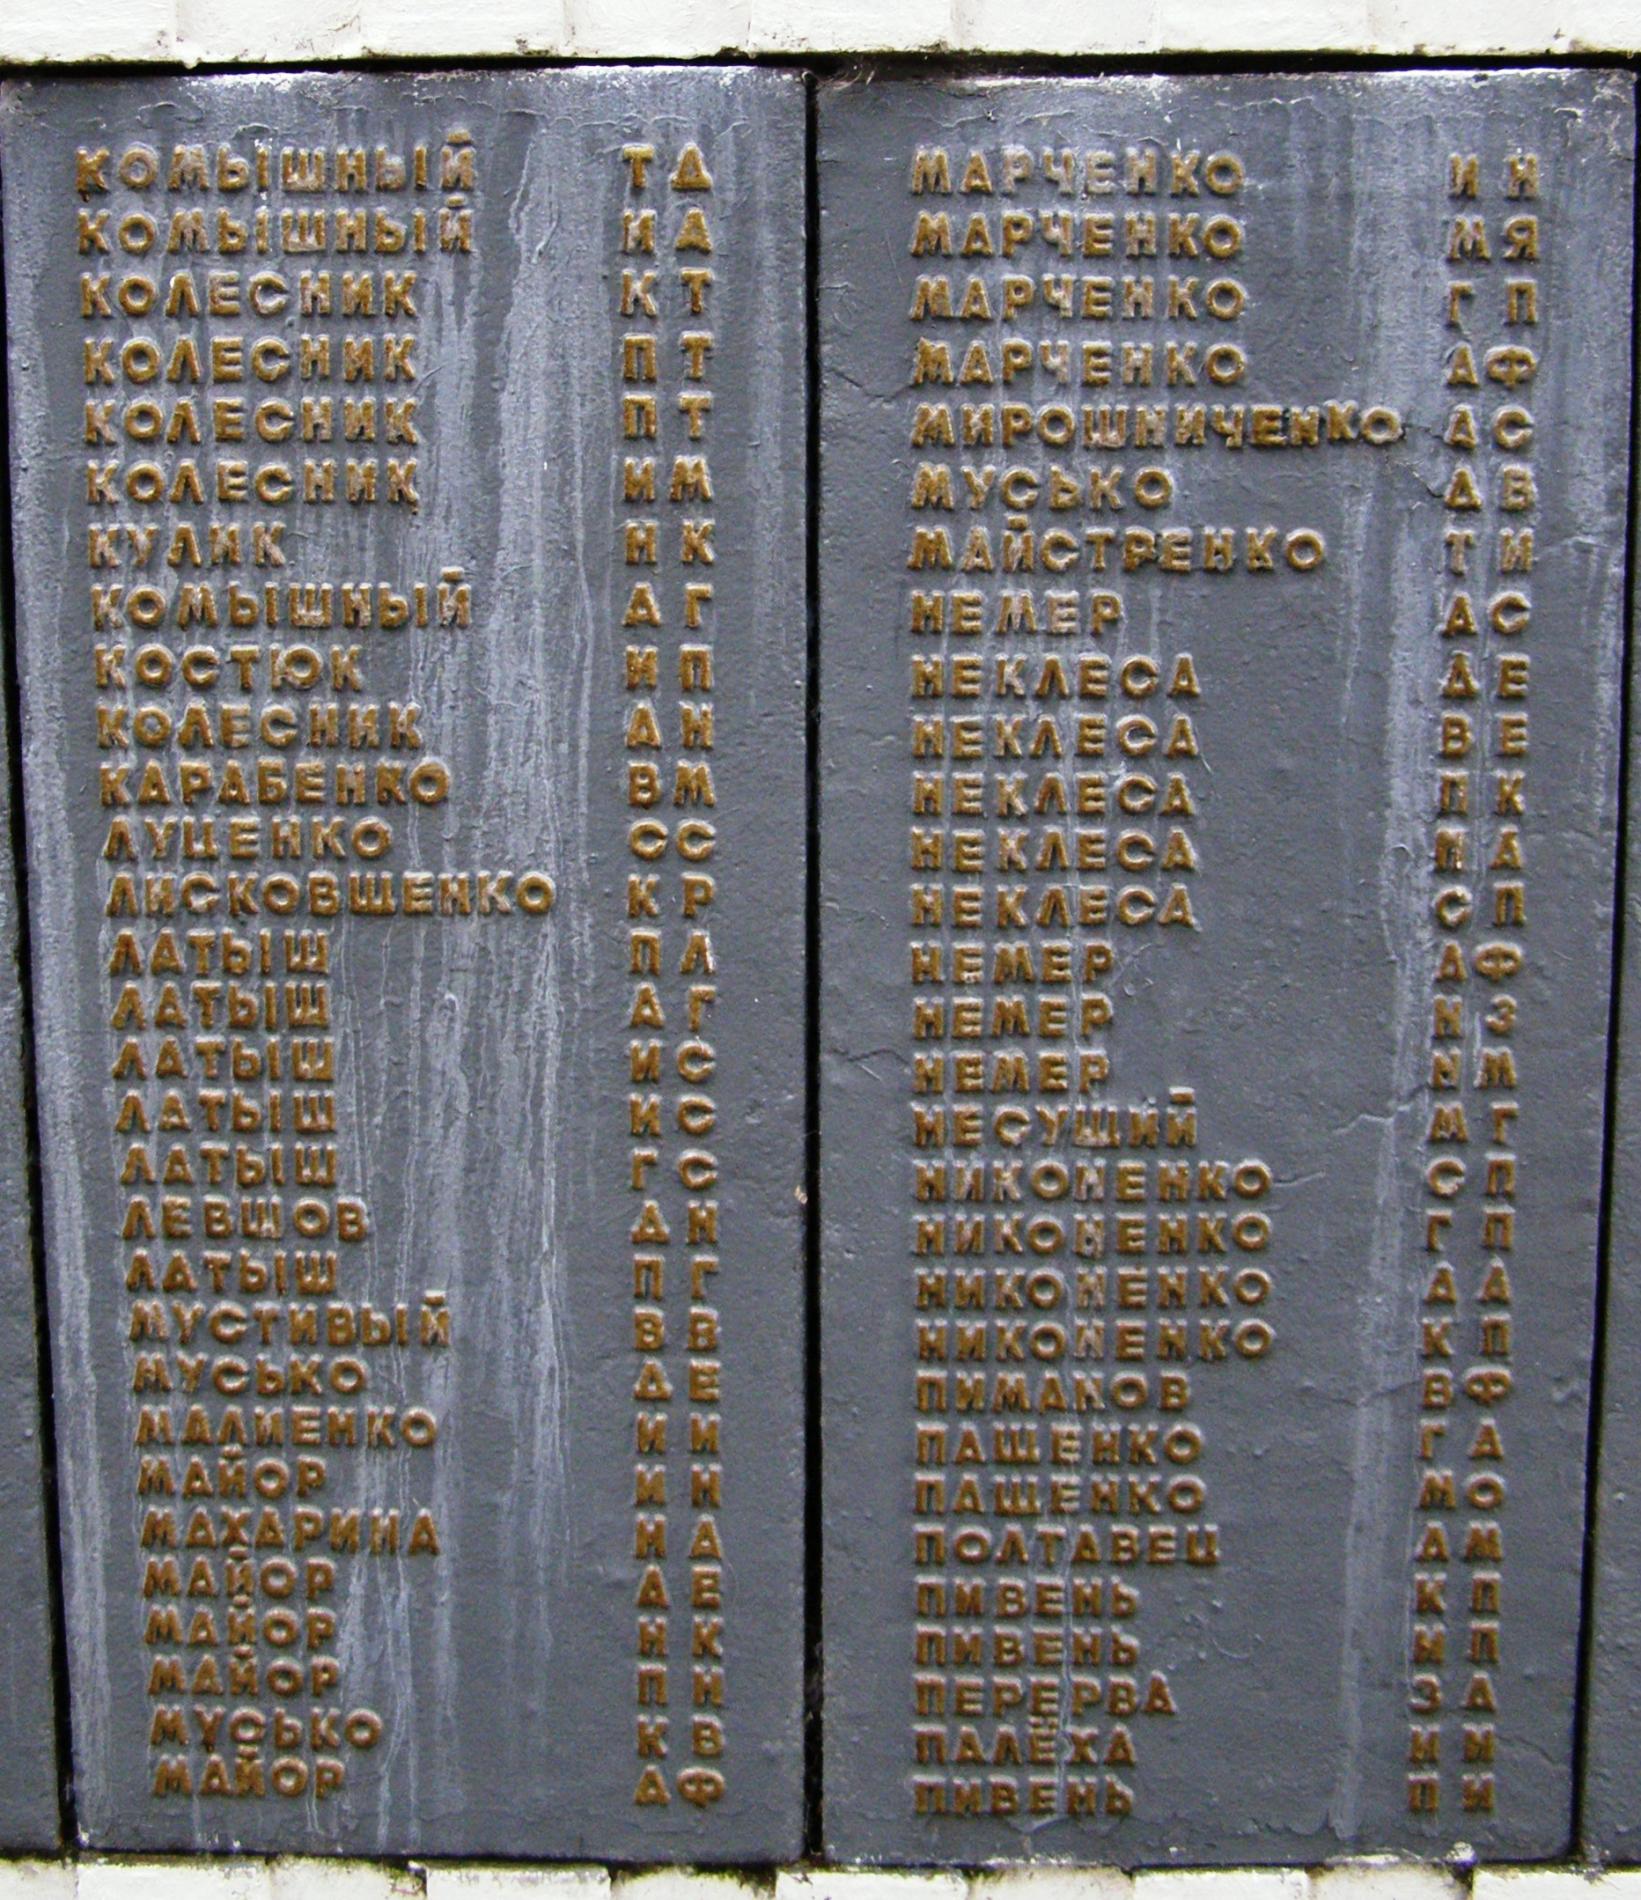 КОМЫШНЫЙ Т Д
КОМЫШНЫЙ И А
КОЛЕСНИК К Т
КОЛЕСНИК П Т
КОЛЕСНИК П Т
КОЛЕСНИК И М
КУЛИК Н К
КОМЫШНЫЙ А Г
КОСТЮК И П
КОЛЕСНИК А Н
КАРАБЕНКО В М
ЛУЦЕНКО С С
ЛИСКОВЩЕНКО К Р
ЛАТЫШ П Л
ЛАТЫШ А Г
ЛАТЫШ И С
ЛАТЫШ И С
ЛАТЫШ Г С
ЛЕВШОВ Д Н
ЛАТЫШ П Г
МУСТИВЫЙ В В
МУСЬКО Д Е
МАЛИЕНКО И И
МАЙОР И Н
МАХАРИНА Н А
МАЙОР А Е
МАЙОР Н К
МАЙОР П Н
МУСЬКО К В
МАЙОР А Ф
МАРЧЕНКО И Н
МАРЧЕНКО М Я
МАРЧЕНКО Г П
МАРЧЕНКО А Ф
МИРОШНИЧЕНКО А С
МУСЬКО Д В
МАЙСТРЕНКО Т И
НЕМЕР А С
НЕКЛЕСА Д Е
НЕКЛЕСА В Е
НЕКЛЕСА П К
НЕКЛЕСА А
НЕКЛЕСА С П
НЕМЕР Д Ф
НЕМЕР Н З
НЕМЕР М
НЕСУЩИЙ М Г
НИКОНЕНКО С П
НИКОНЕНКО Г П
НИКОНЕНКО А А
НИКОНЕНКО К П
ПИМАНОВ В Ф
ПАЩЕНКО Г А
ПАЩЕНКО М О
ПОЛТАВЕЦ А М
ПИВЕНЬ К П
ПИВЕНЬ И П
ПЕРЕРВА З Д
ПАЛЁХА И И
ПИВЕНЬ П И